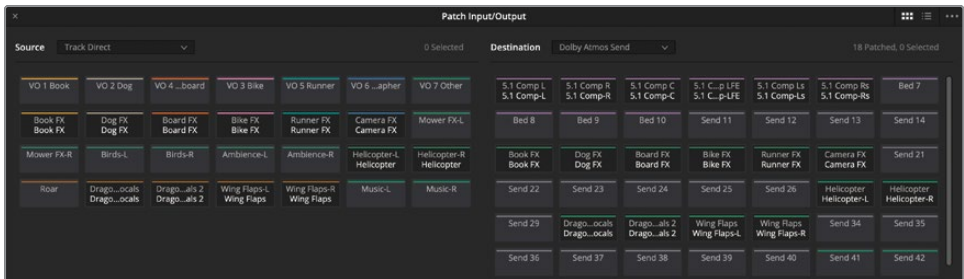 Patch Input/Output
Source Track Direct 0 Selected Destination Dolby Atmos Send 18 Patched, 0 Selected
VO 1 Book VO 2 Dog VO 4 ...board VO 3 Bike VO 5 Runner VO 6 ...apher VO 7 Other
Book FX Dog FX Board FX Bike FX Runner FX Camera FX Mower FX-L
Book FX Dog FX Board FX Bike FX Runner FX Camera FX
Mower FX-R Birds-L Birds-R Ambience-L Ambience-R Helicopter-L Helicopter-R
Helicopter Helicopter
Roar Drago...ocals Drago...als 2 Wing Flaps-L Wing Flaps-R Music-L Music-R
Drago...ocals Drago...als 2 Wing Flaps Wing Flaps
5.1 Comp L 5.1 Comp R 5.1 Comp C 5.1 C...p LFE 5.1 Comp Ls 5.1 Comp Rs Bed 7
5.1 Comp-L 5.1 Comp-R 5.1 Comp-C 5.1 C...p-LFE 5.1 Comp-Ls 5.1 Comp-Rs
Bed 8 Bed 9 Bed 10 Send 11 Send 12 Send 13 Send 14
Book FX Dog FX Board FX Bike FX Runner FX Camera FX Send 21
Book FX Dog FX Board FX Bike FX Runner FX Camera FX
Send 22 Send 23 Send 24 Send 25 Send 26 Helicopter Helicopter
Helicopter-L Helicopter-R
Send 29 Drago...ocals Drago...als 2 Wing Flaps Wing Flaps Send 34 Send 35
Drago...ocals Drago...als 2 Wing Flaps-L Wing Flaps-R
Send 36 Send 37 Send 38 Send 39 Send 40 Send 41 Send 42